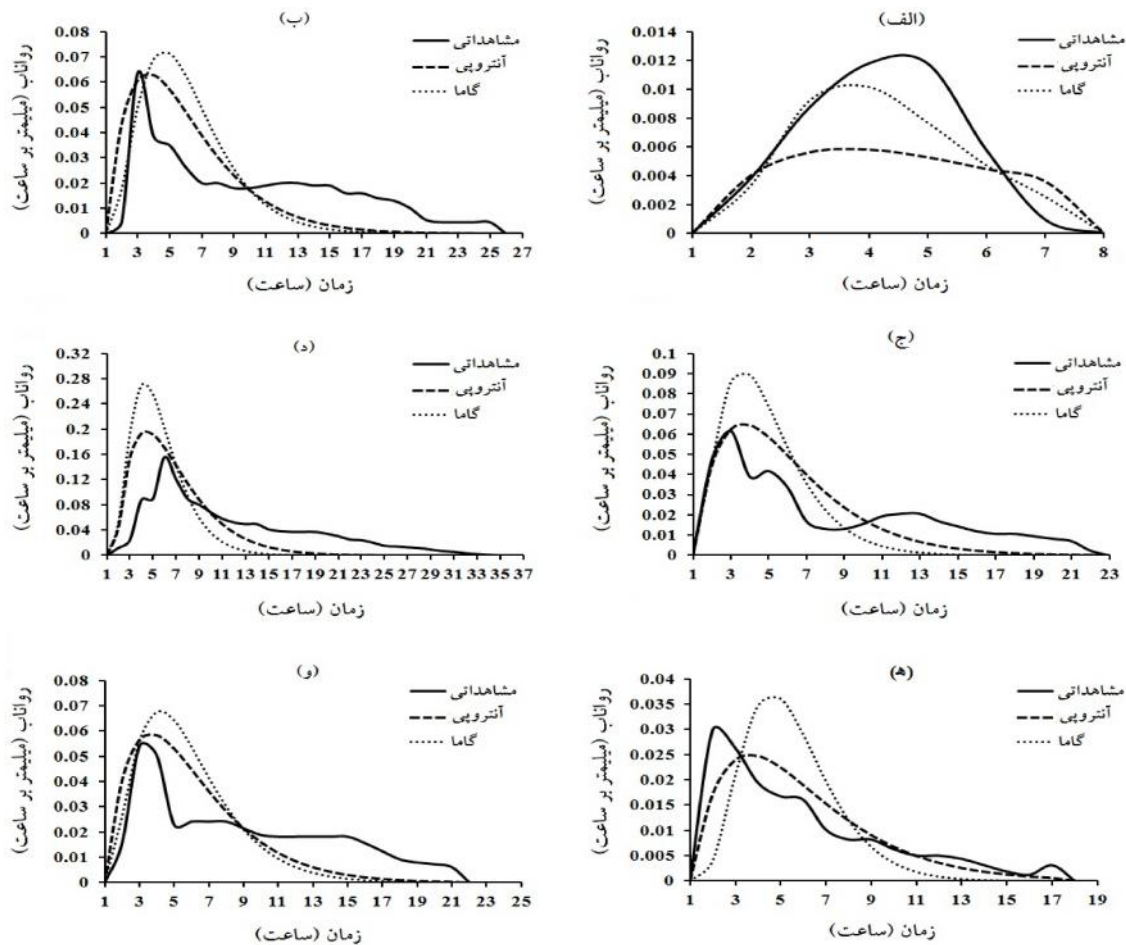 (الف)
رواناب (میلیمتر بر ساعت)
0.014
0.012
0.01
0.008
0.006
0.004
0.002
0
مشاهداتی
آنتروپی
گاما
1 2 3 4 5 6 7 8
زمان (ساعت)
(ب)
رواناب (میلیمتر بر ساعت)
0.08
0.07
0.06
0.05
0.04
0.03
0.02
0.01
0
مشاهداتی
آنتروپی
گاما
1 3 5 7 9 11 13 15 17 19 21 23 25 27
زمان (ساعت)
(ج)
رواناب (میلیمتر بر ساعت)
0.1
0.09
0.08
0.07
0.06
0.05
0.04
0.03
0.02
0.01
0
مشاهداتی
آنتروپی
گاما
1 3 5 7 9 11 13 15 17 19 21 23
زمان (ساعت)
(د)
رواناب (میلیمتر بر ساعت)
0.32
0.28
0.24
0.2
0.16
0.12
0.08
0.04
0
مشاهداتی
آنتروپی
گاما
1 3 5 7 9 11 13 15 17 19 21 23 25 27 29 31 33 35 37
زمان (ساعت)
(ه)
رواناب (میلیمتر بر ساعت)
0.04
0.035
0.03
0.025
0.02
0.015
0.01
0.005
0
مشاهداتی
آنتروپی
گاما
1 3 5 7 9 11 13 15 17 19
زمان (ساعت)
(و)
رواناب (میلیمتر بر ساعت)
0.08
0.07
0.06
0.05
0.04
0.03
0.02
0.01
0
مشاهداتی
آنتروپی
گاما
1 3 5 7 9 11 13 15 17 19 21 23 25
زمان (ساعت)